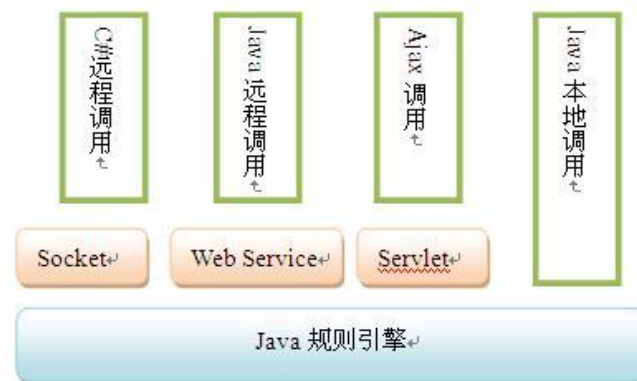 C#远程调用
Java 远程调用
Ajax 调用
Java 本地调用
Socket
Web Service
Servlet
Java 规则引擎